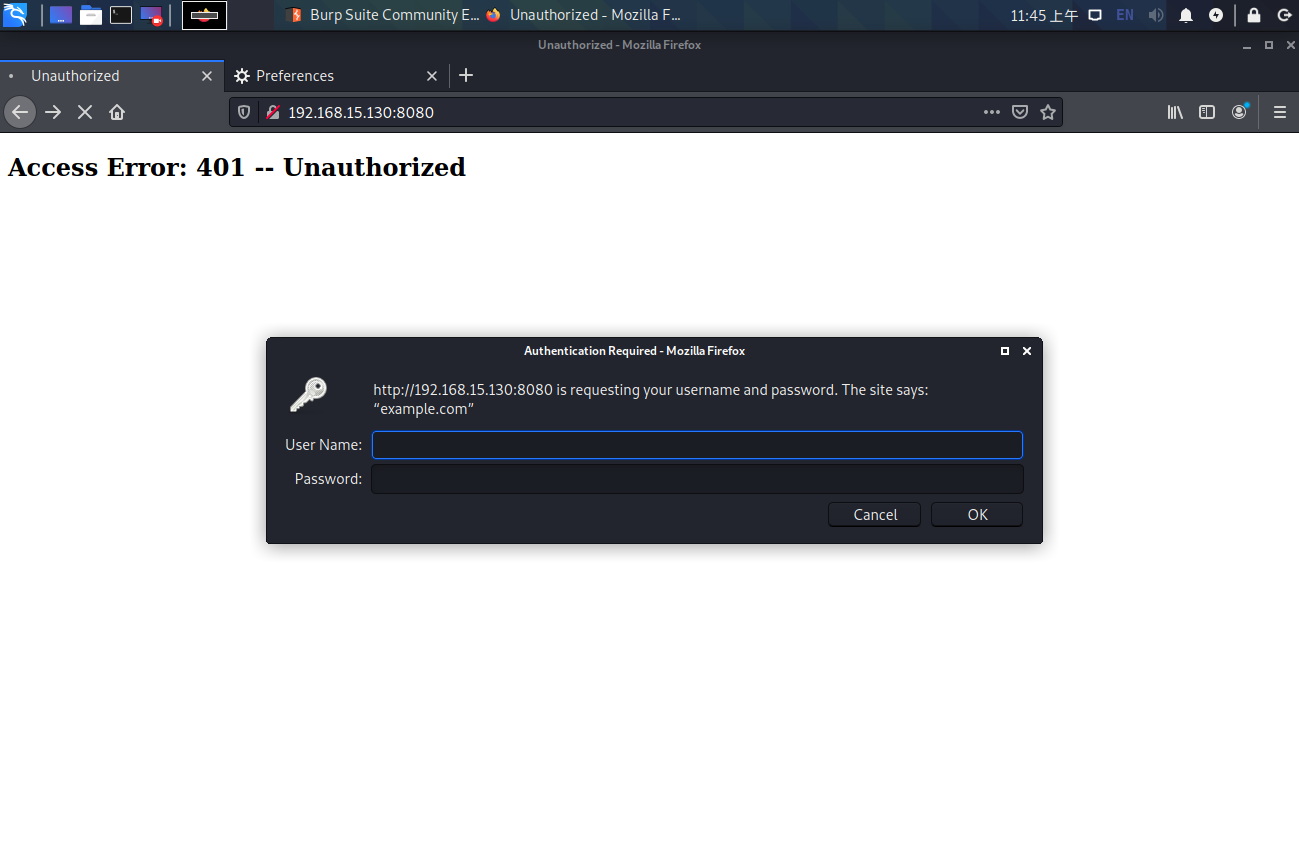 Burp Suite Community E...
Unauthorized - Mozilla F...
11:45 上午
EN
Unauthorized - Mozilla Firefox
Unauthorized
Preferences
192.168.15.130:8080
Access Error: 401 -- Unauthorized
Authentication Required - Mozilla Firefox
http://192.168.15.130:8080 is requesting your username and password. The site says:
“example.com”
User Name:
Password:
Cancel
OK